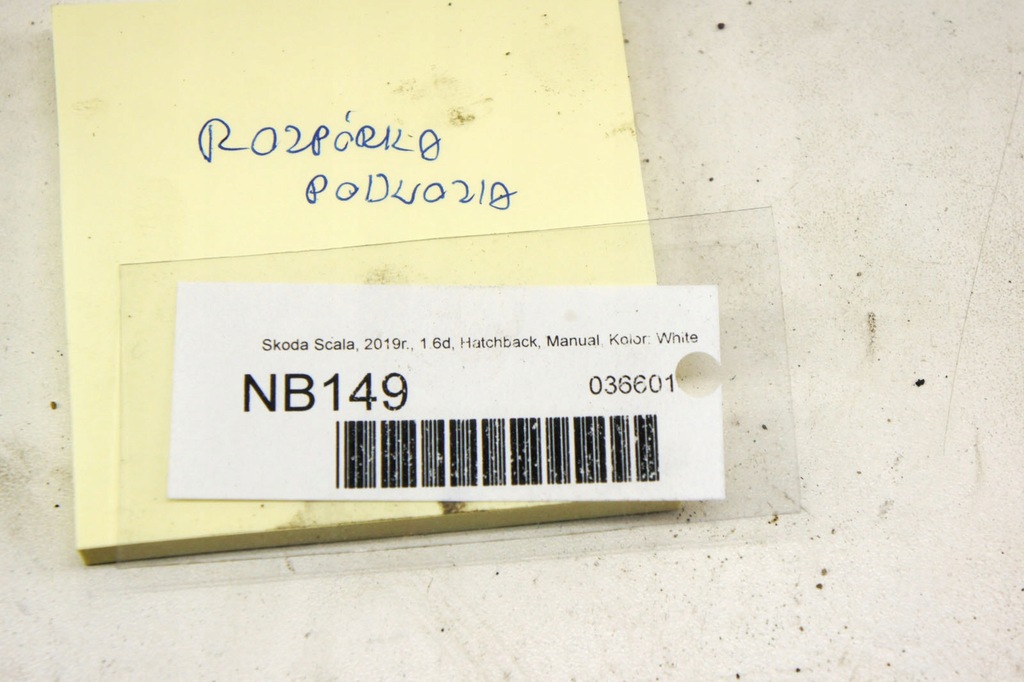 ROZPÓRKA
PODWOZIA
Skoda Scala, 2019r., 1.6d, Hatchback, Manual, Kolor: White
NB149
036601